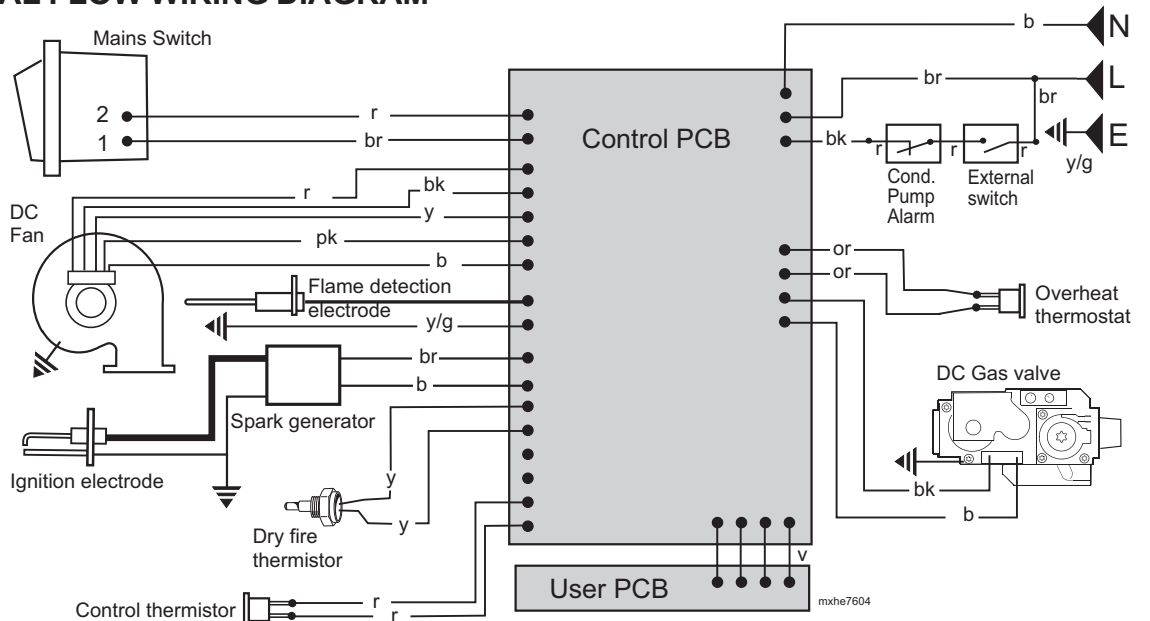 FLOW WIRING DIAGRAM
Mains Switch
2
1
r
br
r
bk
y
pk
b
DC
Fan
Flame detection
electrode
y/g
br
b
Spark generator
Ignition electrode
y
y
Dry fire
thermistor
Control thermistor
r
r
Control PCB
User PCB
v
mxhe7604
b
N
br
L
br
bk
r
r
r
E
y/g
Cond.
Pump
Alarm
External
switch
or
or
Overheat
thermostat
DC Gas valve
bk
b